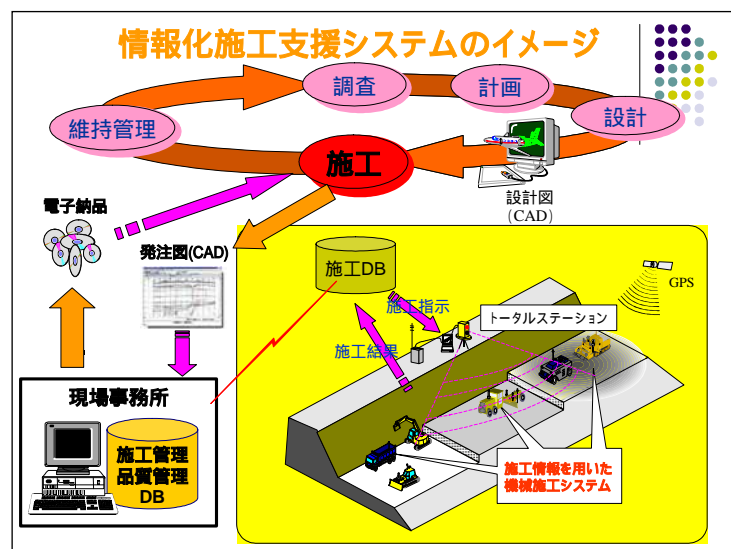 情報化施工支援システムのイメージ
調査
計画
設計
維持管理
施工
設計図
(CAD)
電子納品
発注図(CAD)
施工DB
GPS
施工指示
トータルステーション
施工結果
現場事務所
施工管理
品質管理
DB
施工情報を用いた
機械施工システム